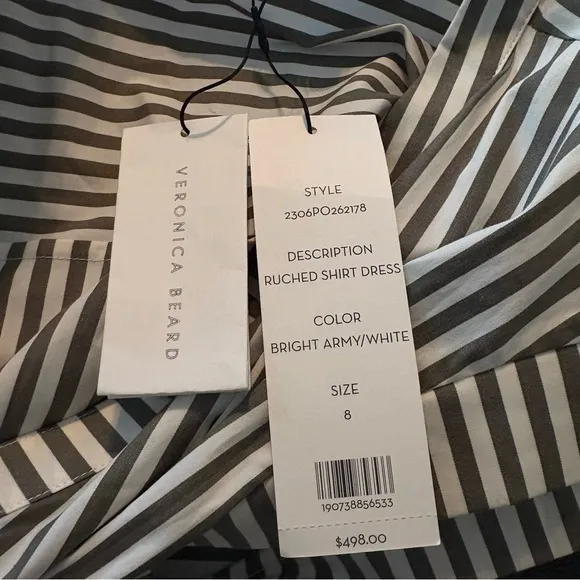 VERONICA BEARD
STYLE
2306PO262178
DESCRIPTION
RUCHED SHIRT DRESS
COLOR
BRIGHT ARMY/WHITE
SIZE
8
190738856533
$498.00